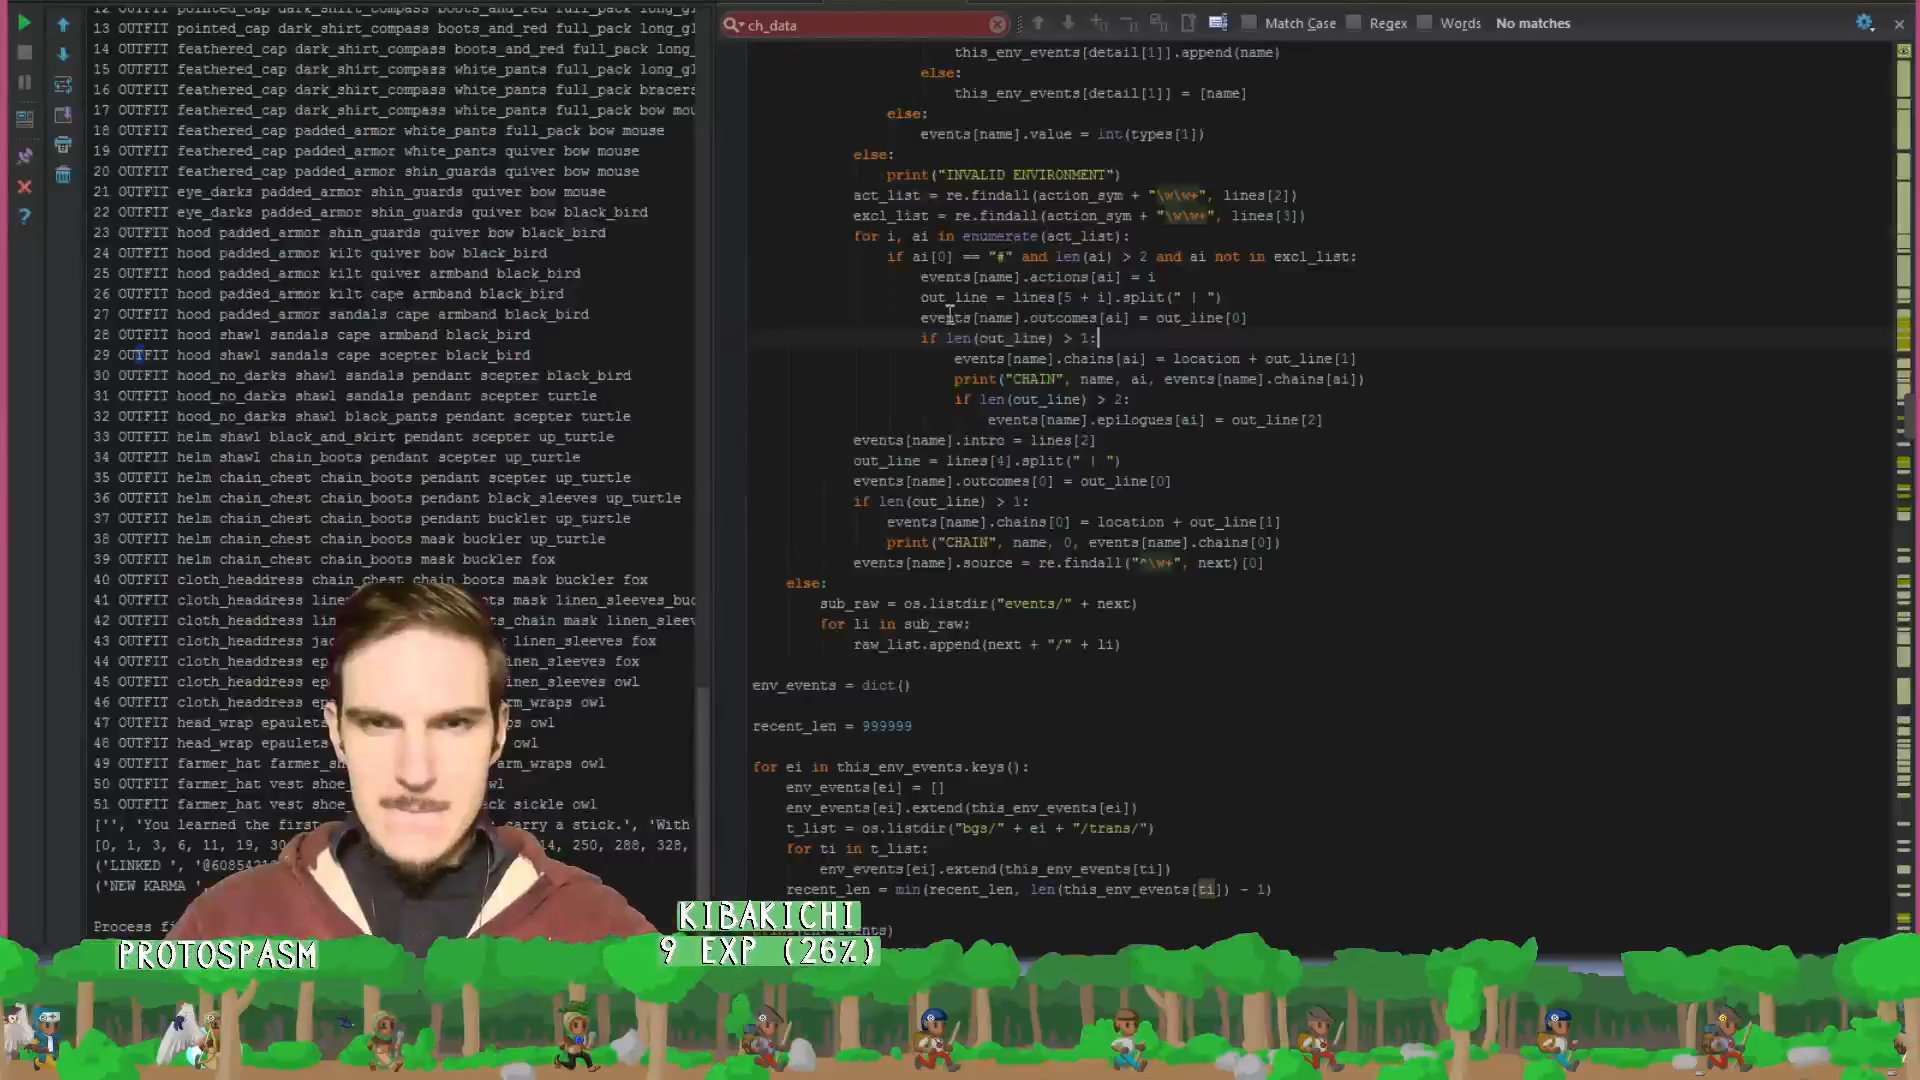 12 OUTFIT pointed_cap dark_shirt_compass boots_and_red full_pack
13 OUTFIT pointed_cap dark_shirt_compass boots_and_red full_pack long_gl
14 OUTFIT feathered_cap dark_shirt_compass boots_and_red full_pack long_
15 OUTFIT feathered_cap dark_shirt_compass white_pants full_pack long_gl
16 OUTFIT feathered_cap dark_shirt_compass white_pants full_pack bracers
17 OUTFIT feathered_cap dark_shirt_compass white_pants full_pack bow mou
18 OUTFIT feathered_cap padded_armor white_pants full_pack bow mouse
19 OUTFIT feathered_cap padded_armor white_pants quiver bow mouse
20 OUTFIT feathered_cap padded_armor shin_guards quiver bow mouse
21 OUTFIT eye_darks padded_armor shin_guards quiver bow mouse
22 OUTFIT eye_darks padded_armor shin_guards quiver bow black_bird
23 OUTFIT hood padded_armor shin_guards quiver bow black_bird
24 OUTFIT hood padded_armor kilt quiver bow black_bird
25 OUTFIT hood padded_armor kilt quiver armband black_bird
26 OUTFIT hood padded_armor kilt cape armband black_bird
27 OUTFIT hood padded_armor sandals cape armband black_bird
28 OUTFIT hood shawl sandals cape armband black_bird
29 OUTFIT hood shawl sandals cape scepter black_bird
30 OUTFIT hood_no_darks shawl sandals pendant scepter black_bird
31 OUTFIT hood_no_darks shawl sandals pendant scepter turtle
32 OUTFIT hood_no_darks shawl black_pants pendant scepter turtle
33 OUTFIT helm shawl black_and_skirt pendant scepter up_turtle
34 OUTFIT helm shawl chain_boots pendant scepter up_turtle
35 OUTFIT helm chain_chest chain_boots pendant scepter up_turtle
36 OUTFIT helm chain_chest chain_boots pendant black_sleeves up_turtle
37 OUTFIT helm chain_chest chain_boots pendant buckler up_turtle
38 OUTFIT helm chain_chest chain_boots mask buckler up_turtle
39 OUTFIT helm chain_chest chain_boots mask buckler fox
40 OUTFIT cloth_headdress chain_chest chain_boots mask buckler fox
41 OUTFIT cloth_headdress line ts mask linen_sleeves_buc
42 OUTFIT cloth_headdress line ts_chain mask linen_sleev
43 OUTFIT cloth_headdress jac linen_sleeves fox
44 OUTFIT cloth_headdress ep inen_sleeves fox
45 OUTFIT cloth_headdress ep inen_sleeves owl
46 OUTFIT cloth_headdress ep rm_wraps owl
47 OUTFIT head_wrap epaulets ps owl
48 OUTFIT head_wrap epaulets owl
49 OUTFIT farmer_hat farmer_sh rm_wraps owl
50 OUTFIT farmer_hat vest shoe_ wl
51 OUTFIT farmer_hat vest shoe_ ck sickle owl
['', 'You learned the first carry a stick.', 'With
[0, 1, 3, 6, 11, 19, 30 14, 250, 288, 328,
('LINKED ', '@608542
('NEW KARMA ',
Process fi
ch_data
Match Case
Regex
Words
No matches
this_env_events[detail[1]].append(name)
else:
this_env_events[detail[1]] = [name]
else:
events[name].value = int(types[1])
else:
print("INVALID ENVIRONMENT")
act_list = re.findall(action_sym + "\w\w+", lines[2])
excl_list = re.findall(action_sym + "\w\w+", lines[3])
for i, ai in enumerate(act_list):
if ai[0] == "#" and len(ai) > 2 and ai not in excl_list:
events[name].actions[ai] = i
out_line = lines[5 + i].split(" | ")
events[name].outcomes[ai] = out_line[0]
if len(out_line) > 1:
events[name].chains[ai] = location + out_line[1]
print("CHAIN", name, ai, events[name].chains[ai])
if len(out_line) > 2:
events[name].epilogues[ai] = out_line[2]
events[name].intro = lines[2]
out_line = lines[4].split(" | ")
events[name].outcomes[0] = out_line[0]
if len(out_line) > 1:
events[name].chains[0] = location + out_line[1]
print("CHAIN", name, 0, events[name].chains[0])
events[name].source = re.findall("^\w+", next)[0]
else:
sub_raw = os.listdir("events/" + next)
for li in sub_raw:
raw_list.append(next + "/" + li)
env_events = dict()
recent_len = 999999
for ei in this_env_events.keys():
env_events[ei] = []
env_events[ei].extend(this_env_events[ei])
t_list = os.listdir("bgs/" + ei + "/trans/")
for ti in t_list:
env_events[ei].extend(this_env_events[ti])
recent_len = min(recent_len, len(this_env_events[ti]) - 1)
PROTOSPASM
KIBAKICHI
9 EXP (26%)